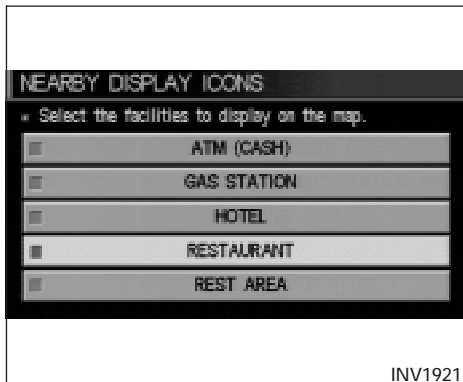 NEARBY DISPLAY ICONS
Select the facilities to display on the map.
ATM (CASH)
GAS STATION
HOTEL
RESTAURANT
REST AREA
INV1921